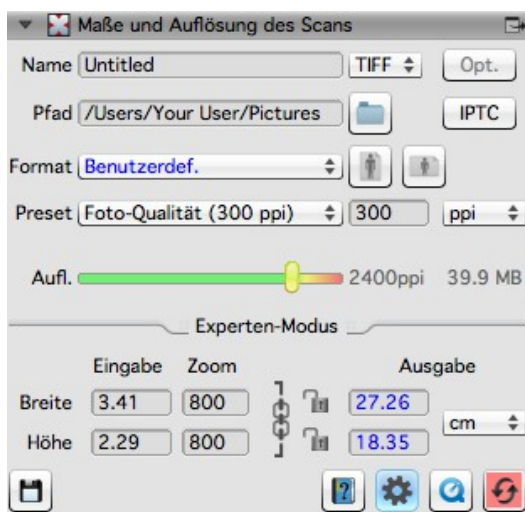 Maße und Auflösung des Scans
Name Untitled TIFF Opt.
Pfad /Users/Your User/Pictures IPTC
Format Benutzerdef.
Preset Foto-Qualität (300 ppi) 300 ppi
Aufl. 2400ppi 39.9 MB
Experten-Modus
Eingabe Zoom Ausgabe
Breite 3.41 800 27.26
cm
Höhe 2.29 800 18.35
?